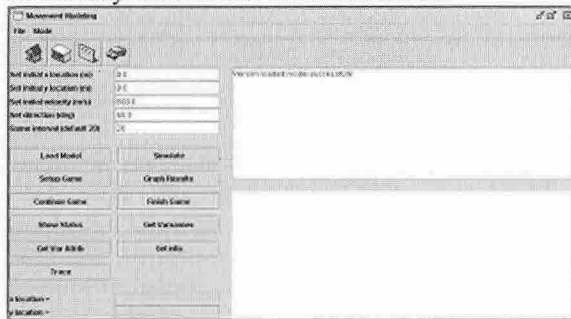 Movement Modeling
File Mode
Set initial x location (m) 0.0
Set initial y location (m) 0.0
Set initial velocity (m/s)
Set direction (deg)
Game interval (default 20) 20
Load Model Simulate
Setup Game Graph Results
Continue Game Finish Game
Show Status Get Varnames
Get Var Attrib Get info
Trace
x location =
y location =